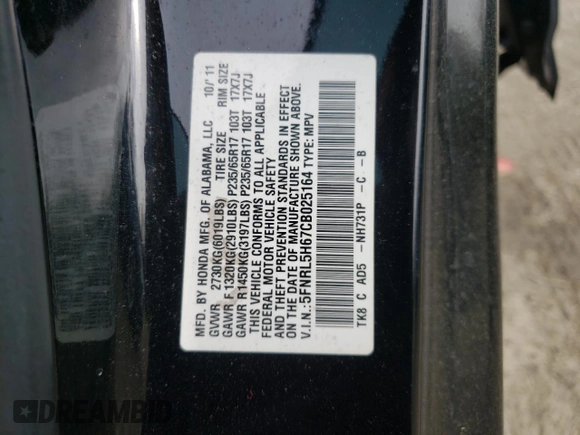 MFD. BY HONDA MFG. OF ALABAMA, LLC 10/ 11
GVWR 2730KG(6019LBS) TIRE SIZE RIM SIZE
GAWR F1320KG(2910LBS) P235/65R17 103T 17X7J
GAWR R1450KG(3197LBS) P235/65R17 103T 17X7J
THIS VEHICLE CONFORMS TO ALL APPLICABLE
FEDERAL MOTOR VEHICLE SAFETY
AND THEFT PREVENTION STANDARDS IN EFFECT
ON THE DATE OF MANUFACTURE SHOWN ABOVE.
V.I.N.: 5FNRL5H67CB025164 TYPE: MPV
TK8 C AD5 -NH731P -C -B
DREAMBID